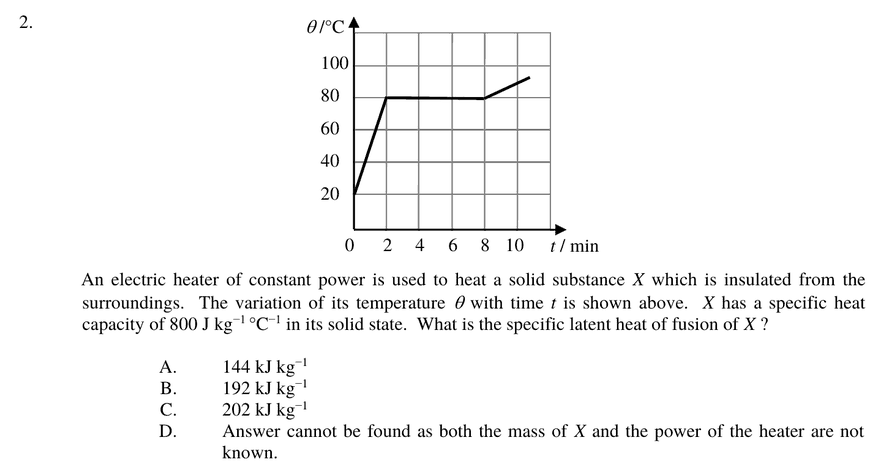 2.
θ /°C
100
80
60
40
20
0 2 4 6 8 10 t / min
An electric heater of constant power is used to heat a solid substance X which is insulated from the
surroundings. The variation of its temperature θ with time t is shown above. X has a specific heat
capacity of 800 J kg⁻¹ °C⁻¹ in its solid state. What is the specific latent heat of fusion of X ?
A. 144 kJ kg⁻¹
B. 192 kJ kg⁻¹
C. 202 kJ kg⁻¹
D. Answer cannot be found as both the mass of X and the power of the heater are not
known.